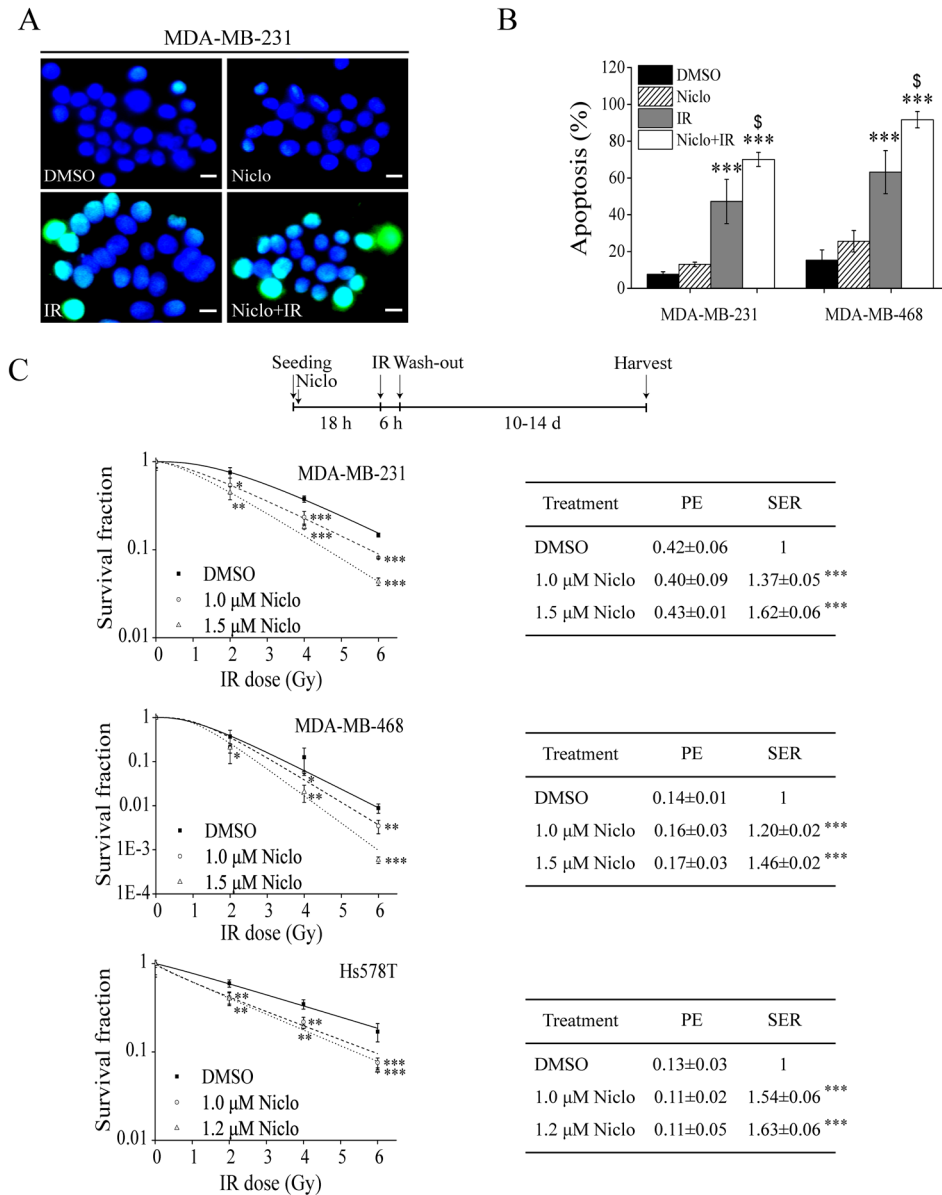 A
MDA-MB-231
DMSO
Niclo
IR
Niclo+IR
B
Apoptosis (%)
120
100
80
60
40
20
0
DMSO
Niclo
IR
Niclo+IR
***
$
***
***
$
***
MDA-MB-231
MDA-MB-468
C
Seeding
Niclo
IR Wash-out
Harvest
18 h
6 h
10-14 d
Survival fraction
1
0.1
0.01
MDA-MB-231
*
**
***
***
***
***
DMSO
1.0 μM Niclo
1.5 μM Niclo
0 1 2 3 4 5 6
IR dose (Gy)
Treatment PE SER
DMSO 0.42±0.06 1
1.0 μM Niclo 0.40±0.09 1.37±0.05 ***
1.5 μM Niclo 0.43±0.01 1.62±0.06 ***
Survival fraction
1
0.1
0.01
1E-3
1E-4
MDA-MB-468
*
*
**
**
***
DMSO
1.0 μM Niclo
1.5 μM Niclo
0 1 2 3 4 5 6
IR dose (Gy)
Treatment PE SER
DMSO 0.14±0.01 1
1.0 μM Niclo 0.16±0.03 1.20±0.02 ***
1.5 μM Niclo 0.17±0.03 1.46±0.02 ***
Survival fraction
1
0.1
0.01
Hs578T
**
**
**
**
***
***
DMSO
1.0 μM Niclo
1.2 μM Niclo
0 1 2 3 4 5 6
IR dose (Gy)
Treatment PE SER
DMSO 0.13±0.03 1
1.0 μM Niclo 0.11±0.02 1.54±0.06 ***
1.2 μM Niclo 0.11±0.05 1.63±0.06 ***